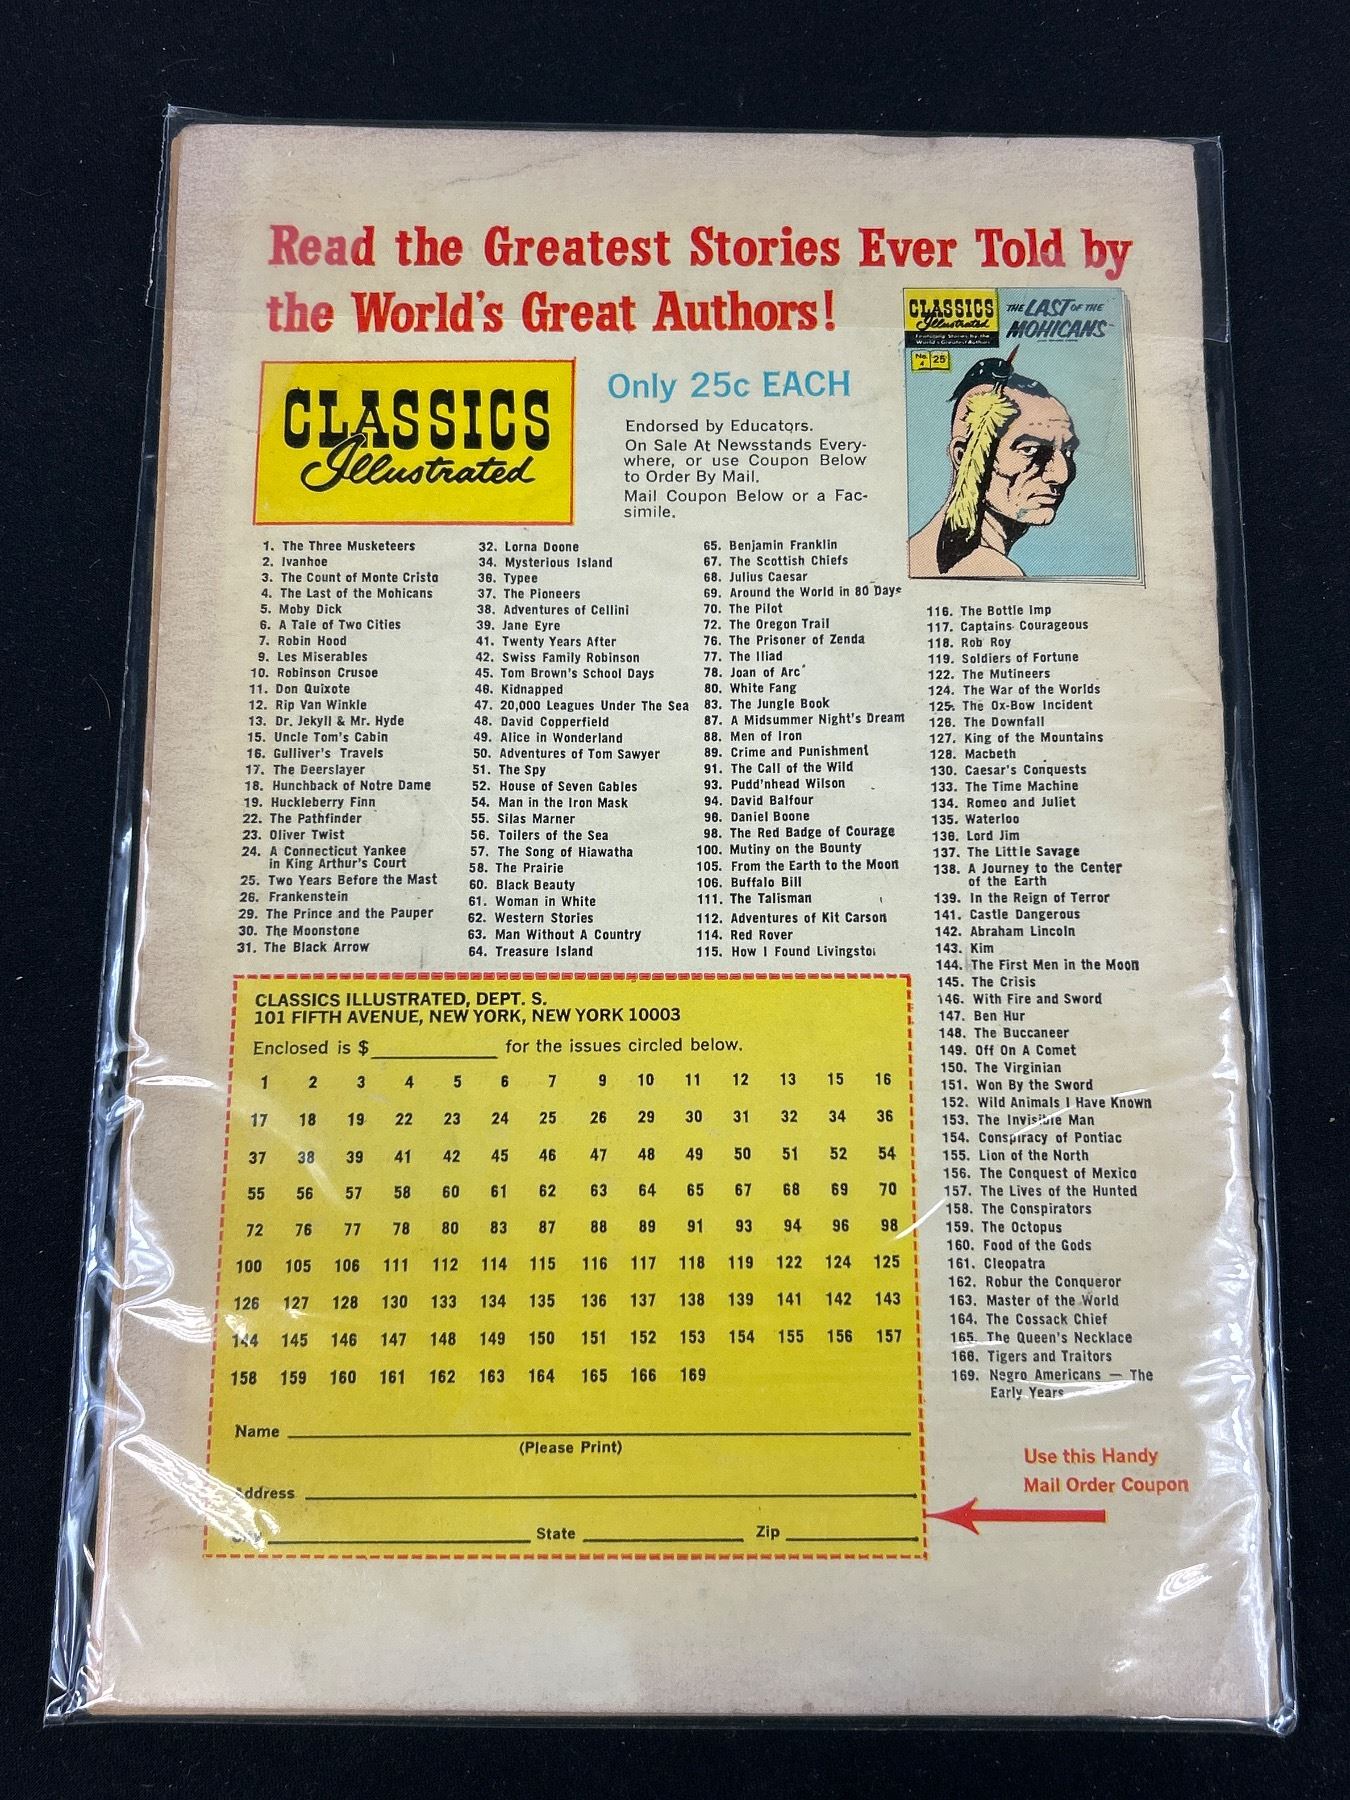 Read the Greatest Stories Ever Told by
the World's Great Authors!
CLASSICS
Illustrated
Only 25c EACH
Endorsed by Educators.
On Sale At Newsstands Every-
where, or use Coupon Below
to Order By Mail.
Mail Coupon Below or a Fac-
simile.
CLASSICS
Illustrated
Featuring Stories by the
World's Greatest Authors
No. 4 25¢
THE LAST OF THE
MOHICANS
1. The Three Musketeers
2. Ivanhoe
3. The Count of Monte Cristo
4. The Last of the Mohicans
5. Moby Dick
6. A Tale of Two Cities
7. Robin Hood
9. Les Miserables
10. Robinson Crusoe
11. Don Quixote
12. Rip Van Winkle
13. Dr. Jekyll & Mr. Hyde
15. Uncle Tom's Cabin
16. Gulliver's Travels
17. The Deerslayer
18. Hunchback of Notre Dame
19. Huckleberry Finn
22. The Pathfinder
23. Oliver Twist
24. A Connecticut Yankee
in King Arthur's Court
25. Two Years Before the Mast
26. Frankenstein
29. The Prince and the Pauper
30. The Moonstone
31. The Black Arrow
32. Lorna Doone
34. Mysterious Island
36. Typee
37. The Pioneers
38. Adventures of Cellini
39. Jane Eyre
41. Twenty Years After
42. Swiss Family Robinson
45. Tom Brown's School Days
46. Kidnapped
47. 20,000 Leagues Under The Sea
48. David Copperfield
49. Alice in Wonderland
50. Adventures of Tom Sawyer
51. The Spy
52. House of Seven Gables
54. Man in the Iron Mask
55. Silas Marner
56. Toilers of the Sea
57. The Song of Hiawatha
58. The Prairie
60. Black Beauty
61. Woman in White
62. Western Stories
63. Man Without A Country
64. Treasure Island
65. Benjamin Franklin
67. The Scottish Chiefs
68. Julius Caesar
69. Around the World in 80 Days
70. The Pilot
72. The Oregon Trail
76. The Prisoner of Zenda
77. The Iliad
78. Joan of Arc
80. White Fang
83. The Jungle Book
87. A Midsummer Night's Dream
88. Men of Iron
89. Crime and Punishment
91. The Call of the Wild
93. Pudd'nhead Wilson
94. David Balfour
96. Daniel Boone
98. The Red Badge of Courage
100. Mutiny on the Bounty
105. From the Earth to the Moon
106. Buffalo Bill
111. The Talisman
112. Adventures of Kit Carson
114. Red Rover
115. How I Found Livingsto
116. The Bottle Imp
117. Captains Courageous
118. Rob Roy
119. Soldiers of Fortune
122. The Mutineers
124. The War of the Worlds
125. The Ox-Bow Incident
126. The Downfall
127. King of the Mountains
128. Macbeth
130. Caesar's Conquests
133. The Time Machine
134. Romeo and Juliet
135. Waterloo
136. Lord Jim
137. The Little Savage
138. A Journey to the Center
of the Earth
139. In the Reign of Terror
141. Castle Dangerous
142. Abraham Lincoln
143. Kim
144. The First Men in the Moon
145. The Crisis
146. With Fire and Sword
147. Ben Hur
148. The Buccaneer
149. Off On A Comet
150. The Virginian
151. Won By the Sword
152. Wild Animals I Have Known
153. The Invisible Man
154. Conspiracy of Pontiac
155. Lion of the North
156. The Conquest of Mexico
157. The Lives of the Hunted
158. The Conspirators
159. The Octopus
160. Food of the Gods
161. Cleopatra
162. Robur the Conqueror
163. Master of the World
164. The Cossack Chief
165. The Queen's Necklace
166. Tigers and Traitors
169. Negro Americans — The
Early Years
CLASSICS ILLUSTRATED, DEPT. S.
101 FIFTH AVENUE, NEW YORK, NEW YORK 10003
Enclosed is $__________ for the issues circled below.
1 2 3 4 5 6 7 9 10 11 12 13 15 16
17 18 19 22 23 24 25 26 29 30 31 32 34 36
37 38 39 41 42 45 46 47 48 49 50 51 52 54
55 56 57 58 60 61 62 63 64 65 67 68 69 70
72 76 77 78 80 83 87 88 89 91 93 94 96 98
100 105 106 111 112 114 115 116 117 118 119 122 124 125
126 127 128 130 133 134 135 136 137 138 139 141 142 143
144 145 146 147 148 149 150 151 152 153 154 155 156 157
158 159 160 161 162 163 164 165 166 169
Name
(Please Print)
Address
City State Zip
Use this Handy
Mail Order Coupon